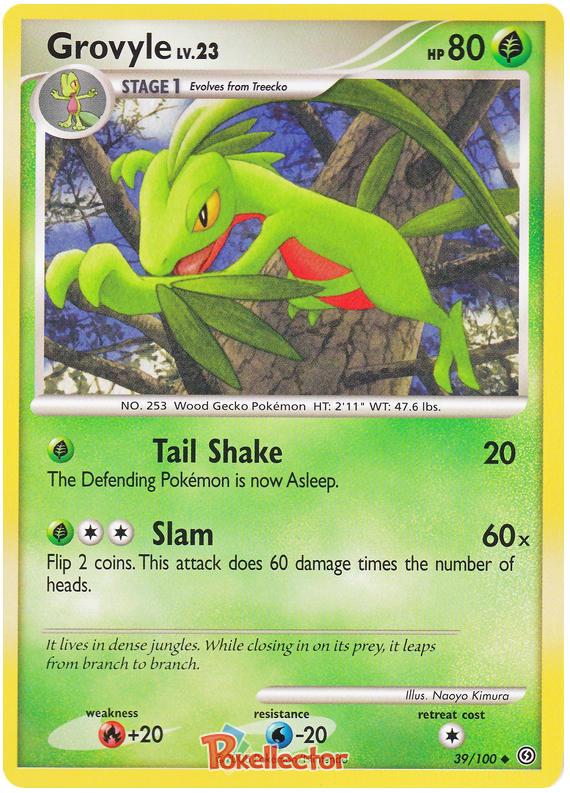 Grovyle LV.23 HP 80
STAGE 1 Evolves from Treecko
NO. 253 Wood Gecko Pokémon HT: 2'11" WT: 47.6 lbs.
Tail Shake 20
The Defending Pokémon is now Asleep.
Slam 60x
Flip 2 coins. This attack does 60 damage times the number of
heads.
It lives in dense jungles. While closing in on its prey, it leaps
from branch to branch.
Illus. Naoyo Kimura
weakness resistance retreat cost
+20 -20
Pokellector
39/100